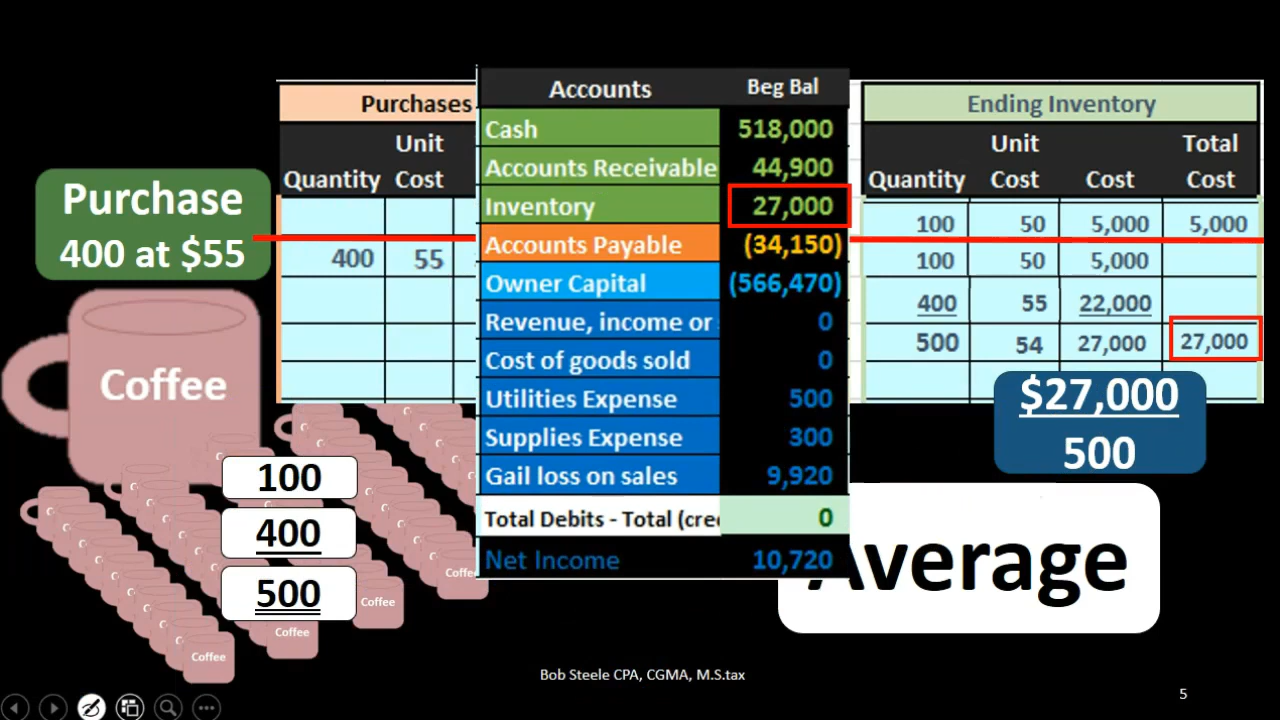 Purchases
Unit
Quantity Cost
400 55
Purchase
400 at $55
Accounts Beg Bal
Cash 518,000
Accounts Receivable 44,900
Inventory 27,000
Accounts Payable (34,150)
Owner Capital (566,470)
Revenue, income or 0
Cost of goods sold 0
Utilities Expense 500
Supplies Expense 300
Gail loss on sales 9,920
Total Debits - Total (cre 0
Net Income 10,720
Ending Inventory
Unit Total
Quantity Cost Cost Cost
100 50 5,000 5,000
100 50 5,000
400 55 22,000
500 54 27,000 27,000
$27,000
500
Average
Coffee
100
400
500
Coffee
Coffee
Coffee
Coffee
Bob Steele CPA, CGMA, M.S.tax
5